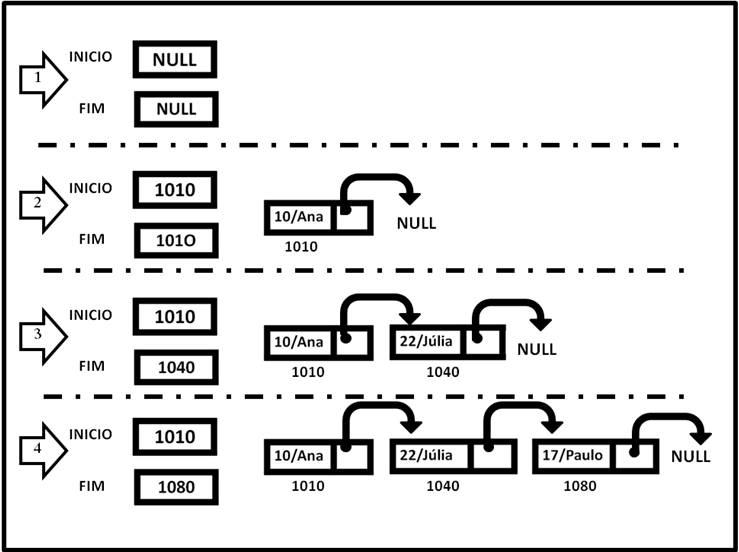 1
INICIO
NULL
FIM
NULL
2
INICIO
1010
10/Ana
NULL
FIM
101O
1010
3
INICIO
1010
10/Ana
22/Júlia
NULL
FIM
1040
1010
1040
4
INICIO
1010
10/Ana
22/Júlia
17/Paulo
NULL
FIM
1080
1010
1040
1080